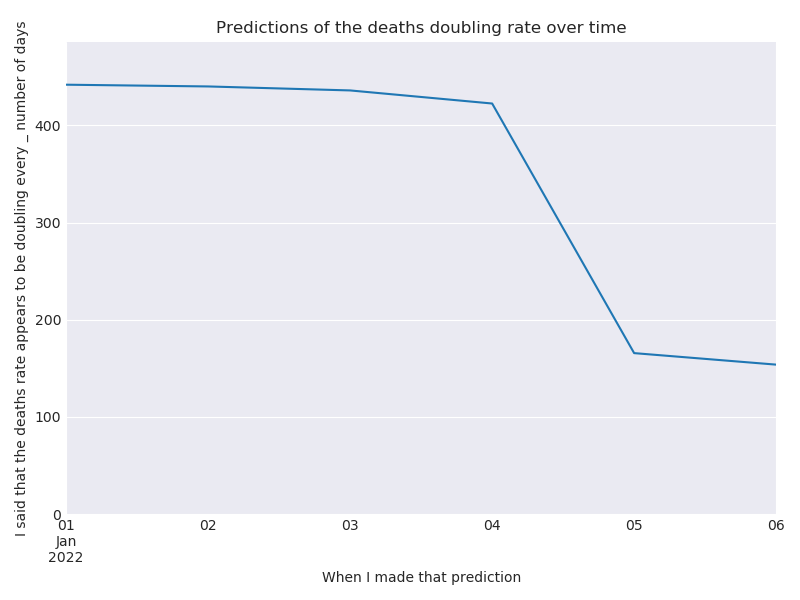 Predictions of the deaths doubling rate over time
I said that the deaths rate appears to be doubling every _ number of days
400
300
200
100
0
01 02 03 04 05 06
Jan
2022
When I made that prediction